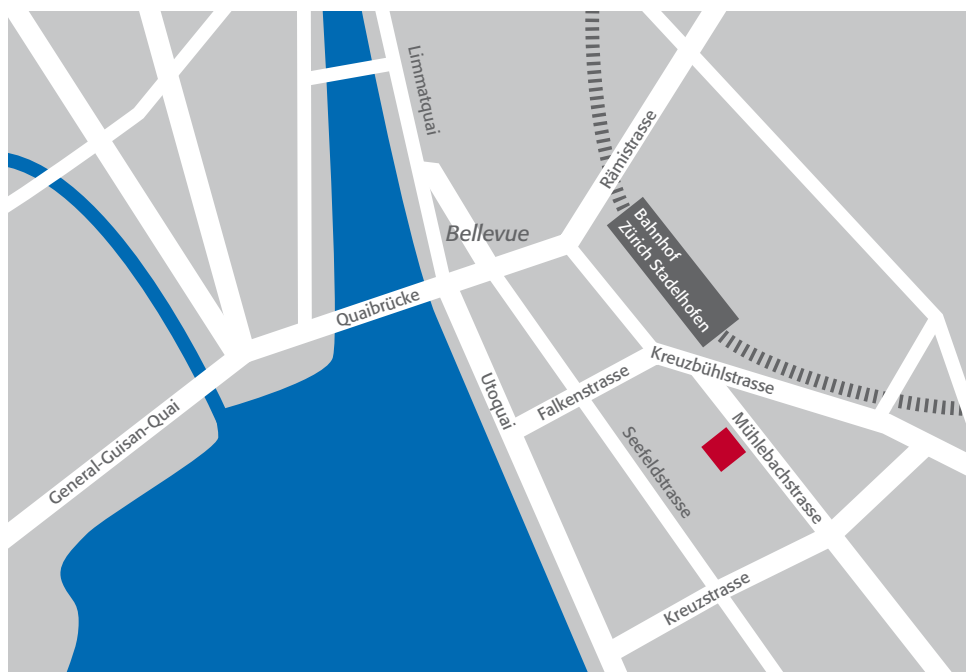 Limmatquai
Rämistrasse
Bellevue
Bahnhof
Zürich Stadelhofen
Quaibrücke
Kreuzbühlstrasse
Utoquai
Falkenstrasse
General-Guisan-Quai
Seefeldstrasse
Mühlebachstrasse
Kreuzstrasse